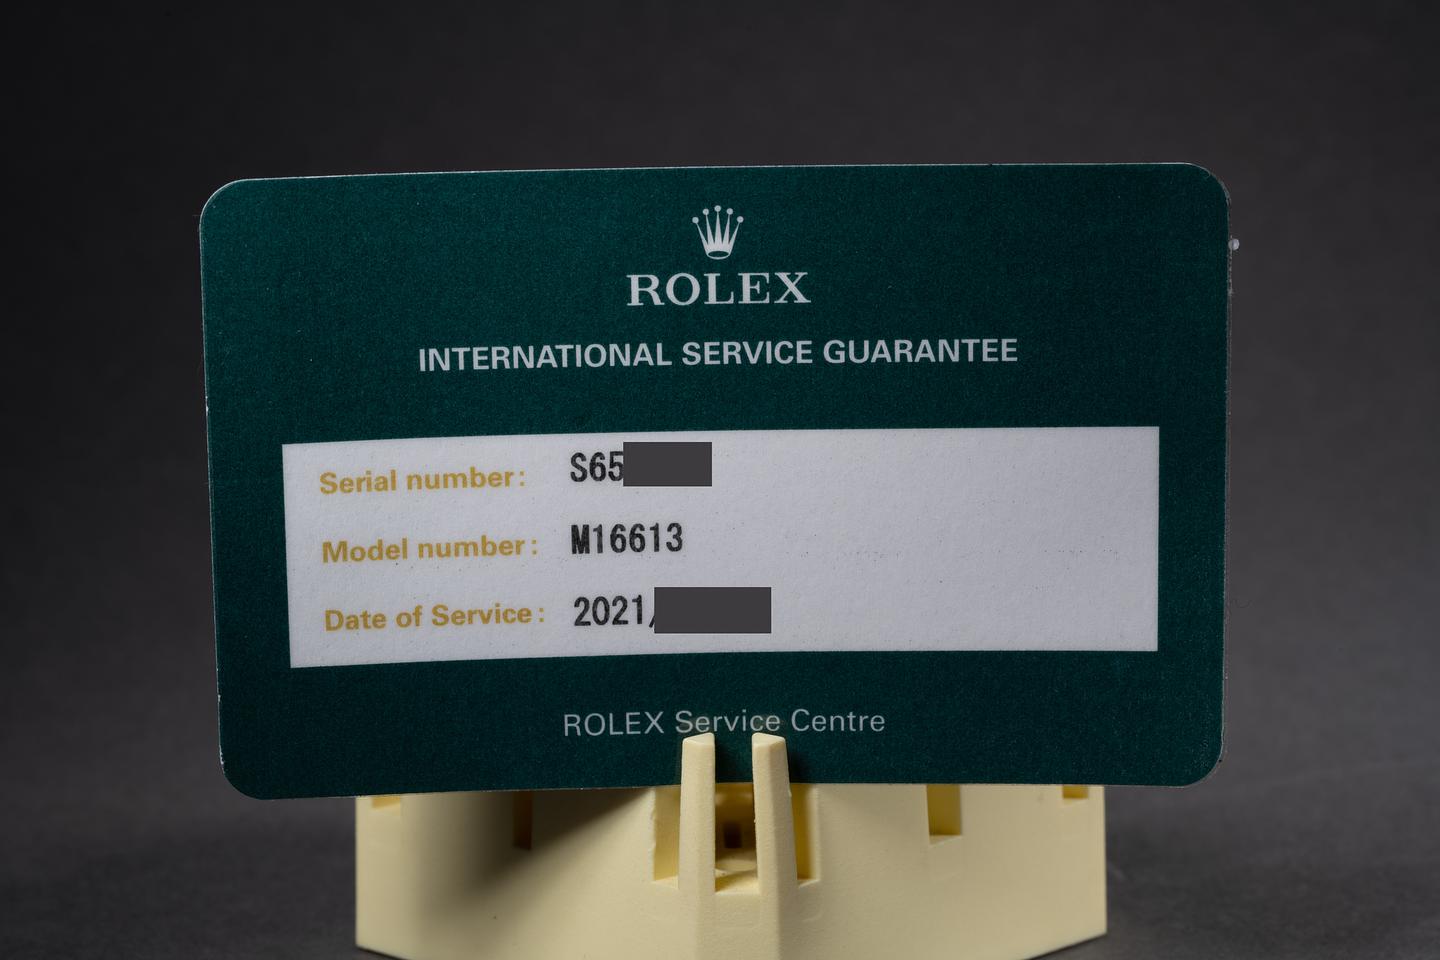 ROLEX
INTERNATIONAL SERVICE GUARANTEE
Serial number: S65
Model number: M16613
Date of Service: 2021/
ROLEX Service Centre